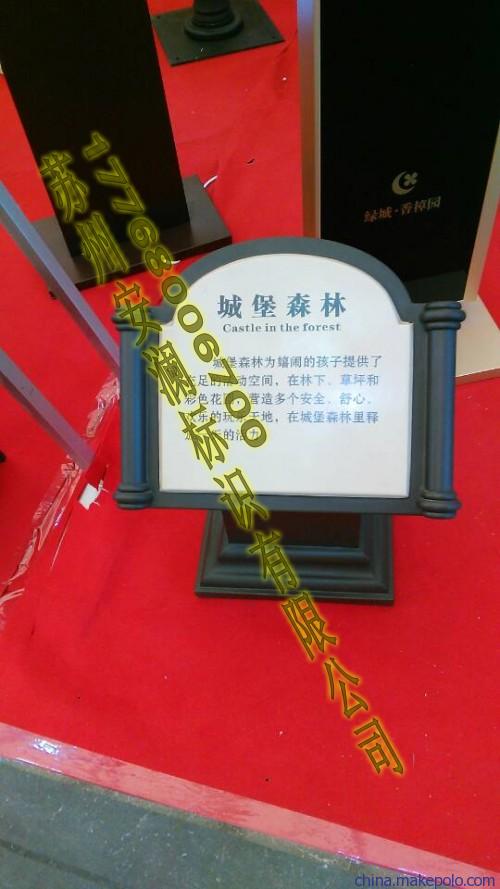 绿城·香樟园
城堡森林
Castle in the forest
城堡森林为嬉闹的孩子提供了
足的活动空间，在林下、草坪和
彩色花，营造多个安全、舒心、
乐的玩天地，在城堡森林里释
的活力
17768006700
苏州安澜标识有限公司
china.makepolo.com